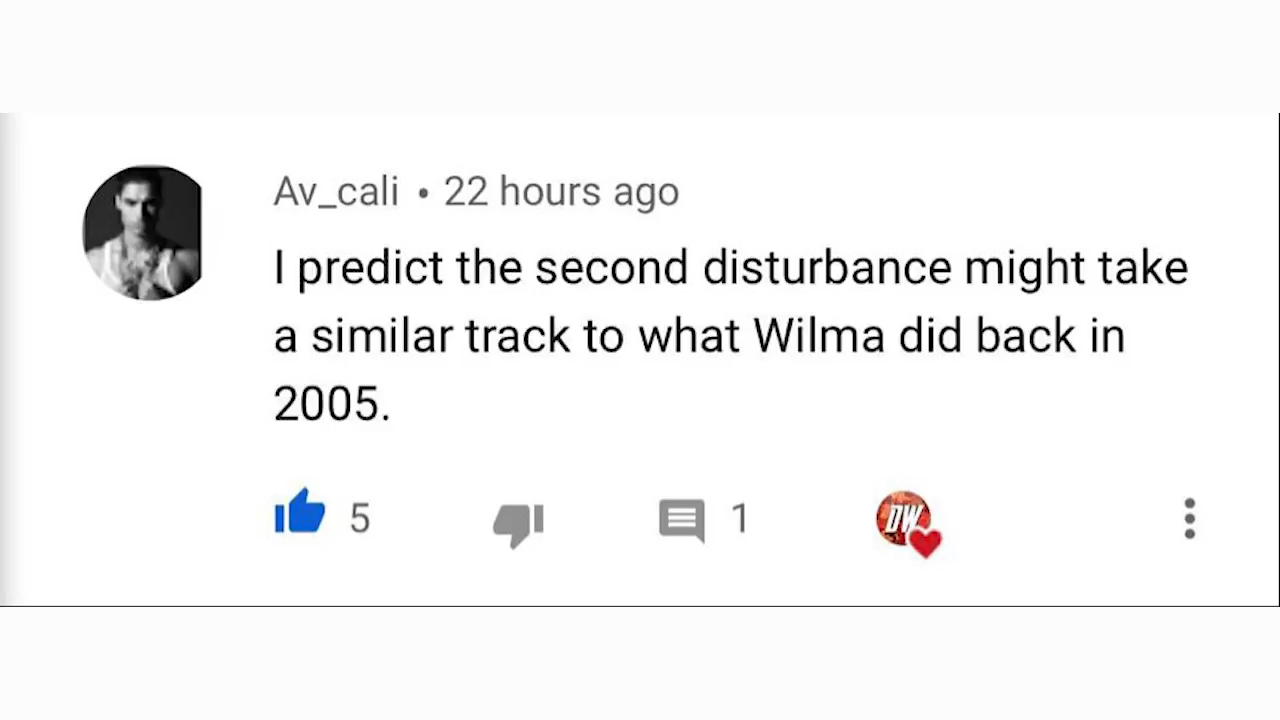 Av_cali • 22 hours ago
I predict the second disturbance might take
a similar track to what Wilma did back in
2005.
5 1 DW